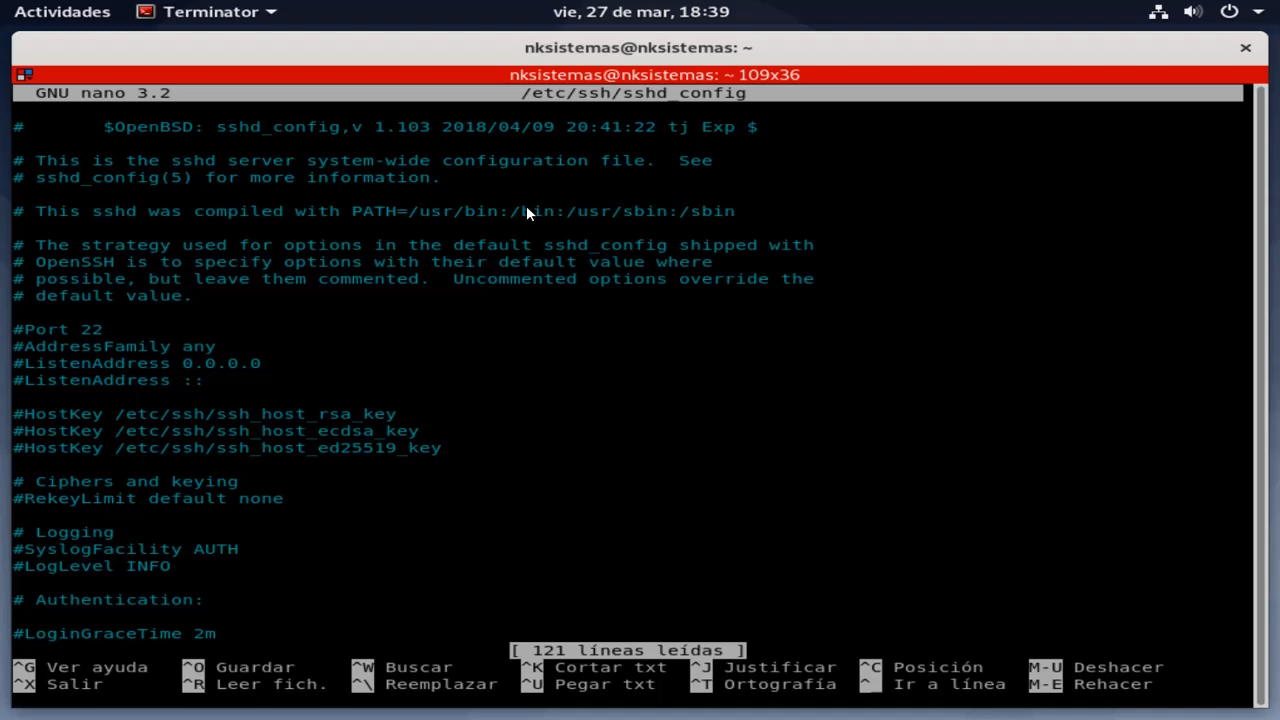 Actividades Terminator vie, 27 de mar, 18:39
nksistemas@nksistemas: ~ ×
nksistemas@nksistemas: ~ 109x36
GNU nano 3.2 /etc/ssh/sshd_config
# $OpenBSD: sshd_config,v 1.103 2018/04/09 20:41:22 tj Exp $
# This is the sshd server system-wide configuration file.  See
# sshd_config(5) for more information.
# This sshd was compiled with PATH=/usr/bin:/bin:/usr/sbin:/sbin
# The strategy used for options in the default sshd_config shipped with
# OpenSSH is to specify options with their default value where
# possible, but leave them commented.  Uncommented options override the
# default value.
#Port 22
#AddressFamily any
#ListenAddress 0.0.0.0
#ListenAddress ::
#HostKey /etc/ssh/ssh_host_rsa_key
#HostKey /etc/ssh/ssh_host_ecdsa_key
#HostKey /etc/ssh/ssh_host_ed25519_key
# Ciphers and keying
#RekeyLimit default none
# Logging
#SyslogFacility AUTH
#LogLevel INFO
# Authentication:
#LoginGraceTime 2m
[ 121 líneas leídas ]
^G Ver ayuda ^O Guardar ^W Buscar ^K Cortar txt ^J Justificar ^C Posición M-U Deshacer
^X Salir ^R Leer fich. ^\ Reemplazar ^U Pegar txt ^T Ortografía ^_ Ir a línea M-E Rehacer